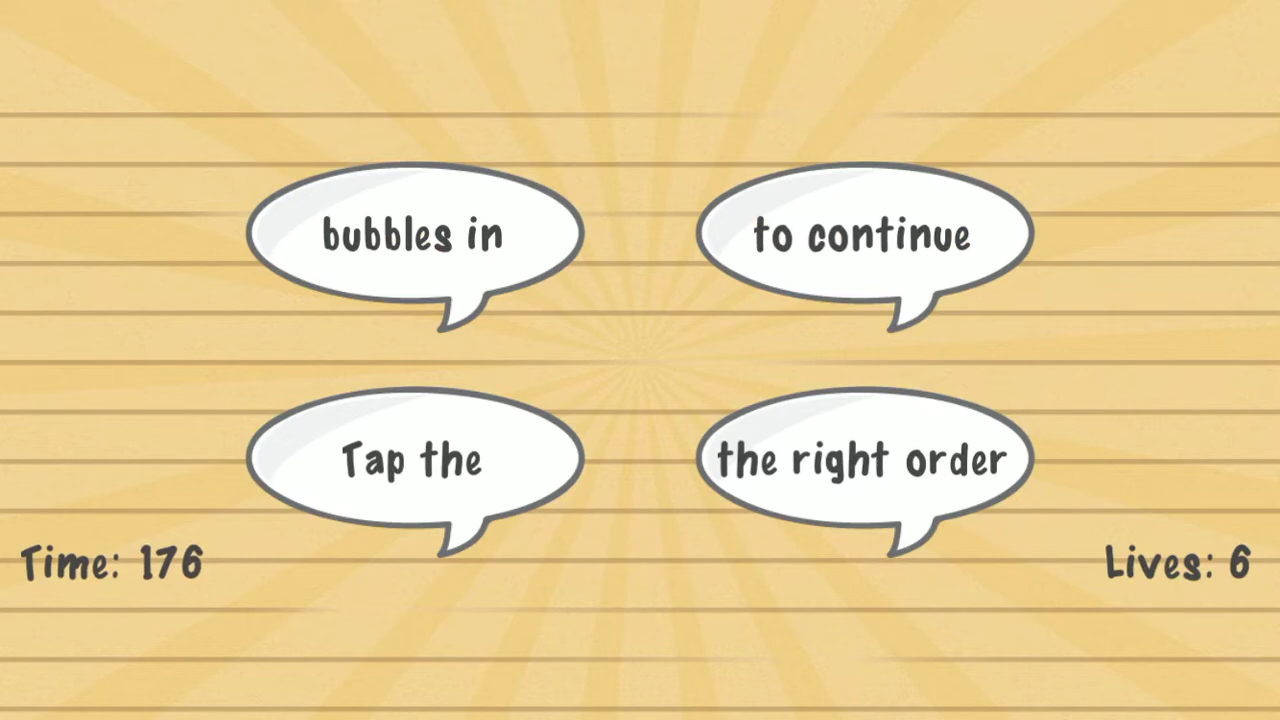 bubbles in
to continue
Tap the
the right order
Time: 176
Lives: 6